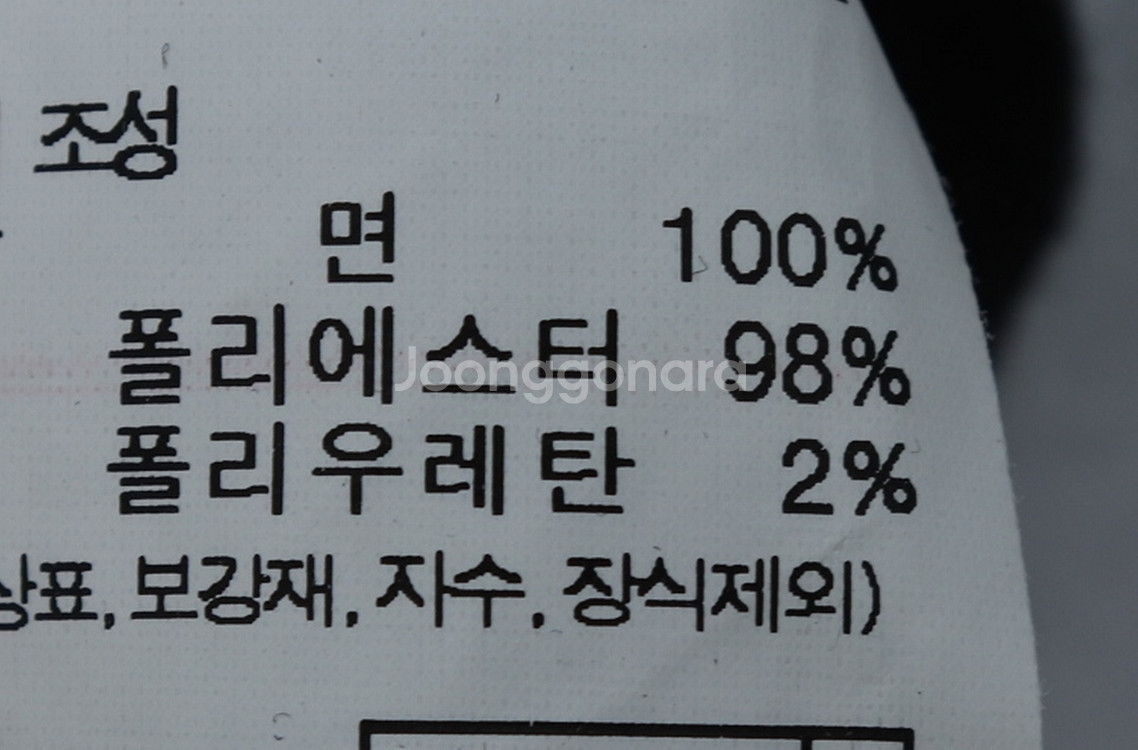 조성
면 100%
폴리에스터 98%
폴리우레탄 2%
상표, 보강재, 자수, 장식제외)
Joonggonara